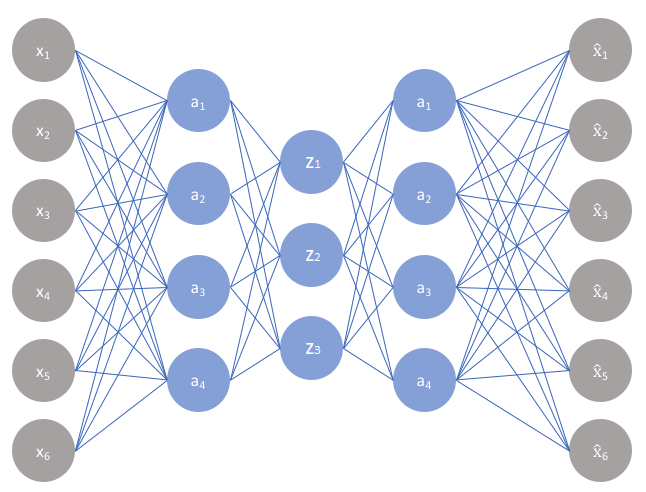 x₁
x₂
x₃
x₄
x₅
x₆
a₁
a₂
a₃
a₄
z₁
z₂
z₃
a₁
a₂
a₃
a₄
x̂₁
x̂₂
x̂₃
x̂₄
x̂₅
x̂₆